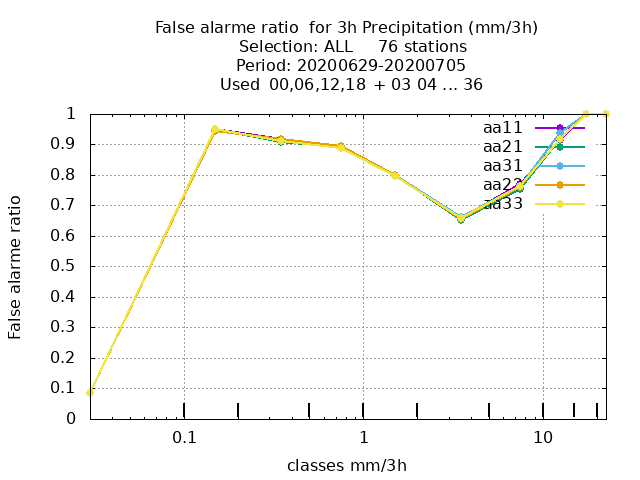 False alarme ratio  for 3h Precipitation (mm/3h)
Selection: ALL     76 stations
Period: 20200629-20200705
Used  00,06,12,18  + 03 04 ... 36
1
0.9
0.8
0.7
0.6
0.5
0.4
0.3
0.2
0.1
0
False alarme ratio
aa11
aa21
aa31
aa22
aa33
0.1
1
10
classes mm/3h